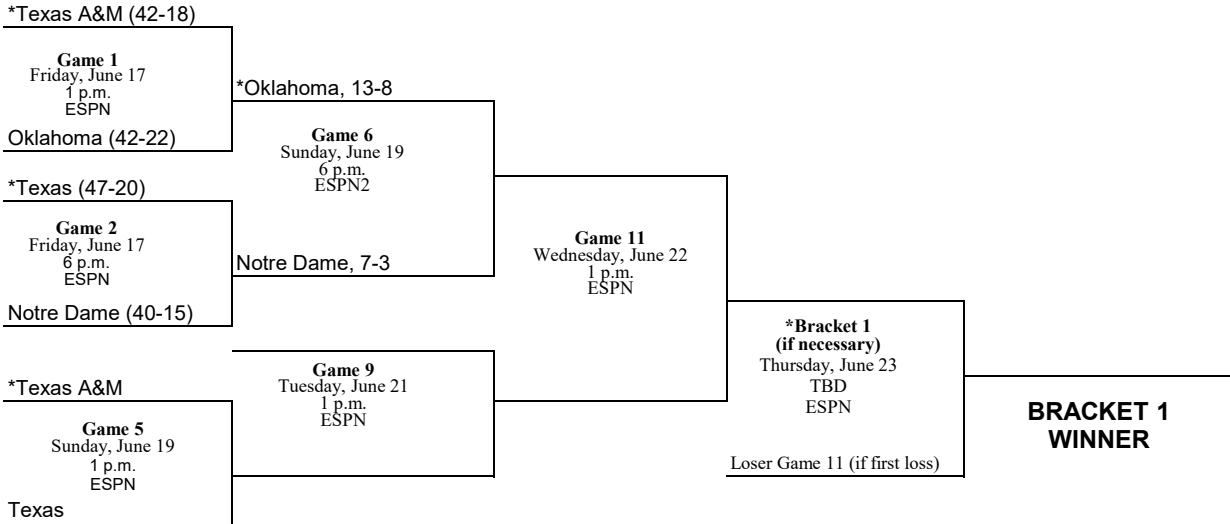 *Texas A&M (42-18)
Game 1
Friday, June 17
1 p.m.
ESPN
Oklahoma (42-22)
*Oklahoma, 13-8
Game 6
Sunday, June 19
6 p.m.
ESPN2
*Texas (47-20)
Game 2
Friday, June 17
6 p.m.
ESPN
Notre Dame (40-15)
Notre Dame, 7-3
Game 11
Wednesday, June 22
1 p.m.
ESPN
Game 9
Tuesday, June 21
1 p.m.
ESPN
*Texas A&M
Game 5
Sunday, June 19
1 p.m.
ESPN
Texas
*Bracket 1
(if necessary)
Thursday, June 23
TBD
ESPN
Loser Game 11 (if first loss)
BRACKET 1
WINNER